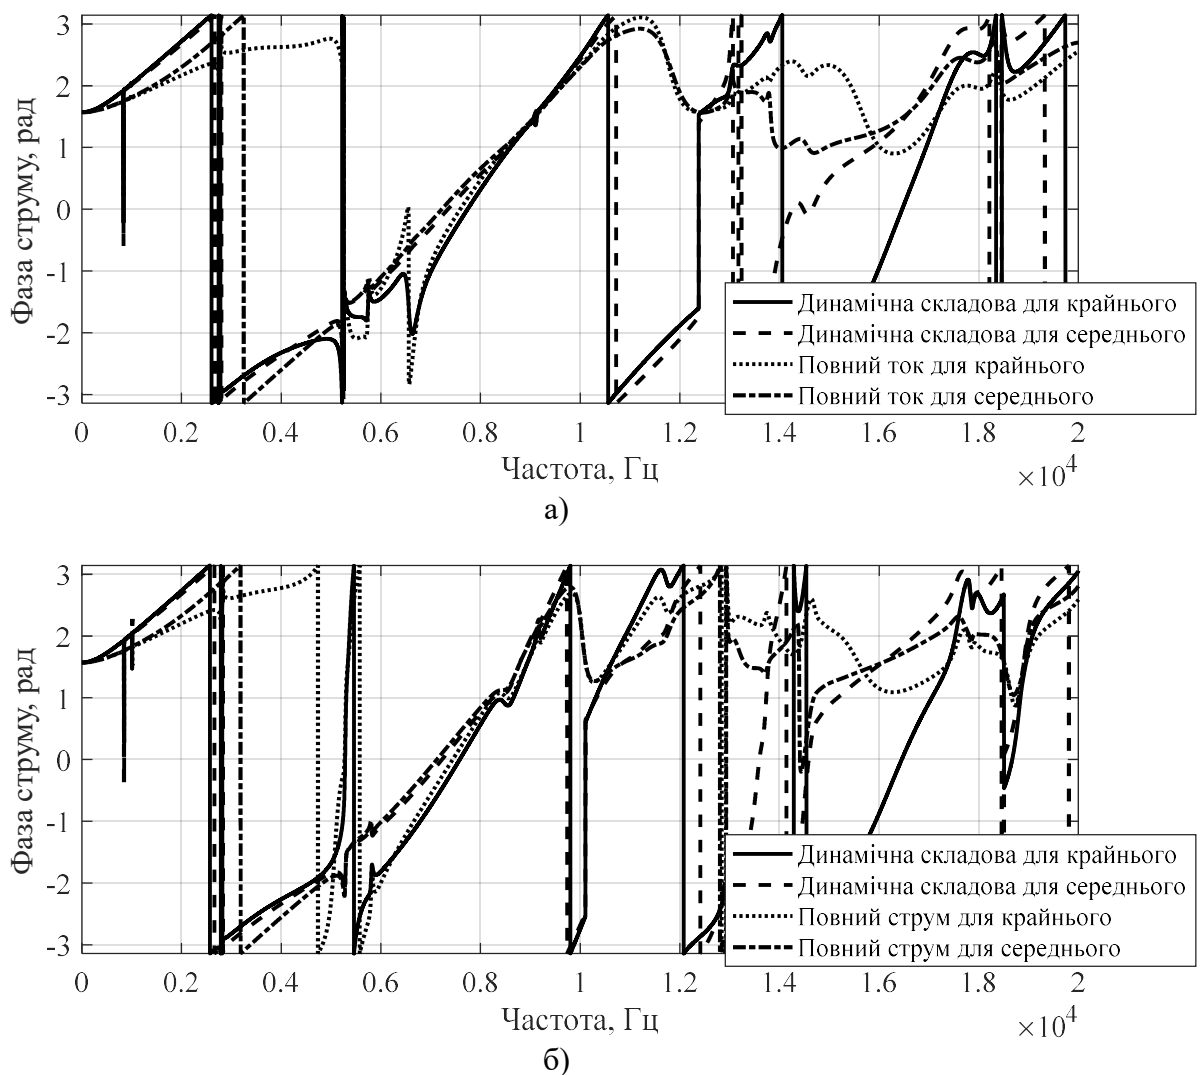 Фаза струму, рад
3
2
1
0
-1
-2
-3
0 0.2 0.4 0.6 0.8 1 1.2 1.4 1.6 1.8 2
Частота, Гц
×10⁴
Динамічна складова для крайнього
Динамічна складова для середнього
Повний ток для крайнього
Повний ток для середнього
а)
Фаза струму, рад
3
2
1
0
-1
-2
-3
0 0.2 0.4 0.6 0.8 1 1.2 1.4 1.6 1.8 2
Частота, Гц
×10⁴
Динамічна складова для крайнього
Динамічна складова для середнього
Повний струм для крайнього
Повний струм для середнього
б)